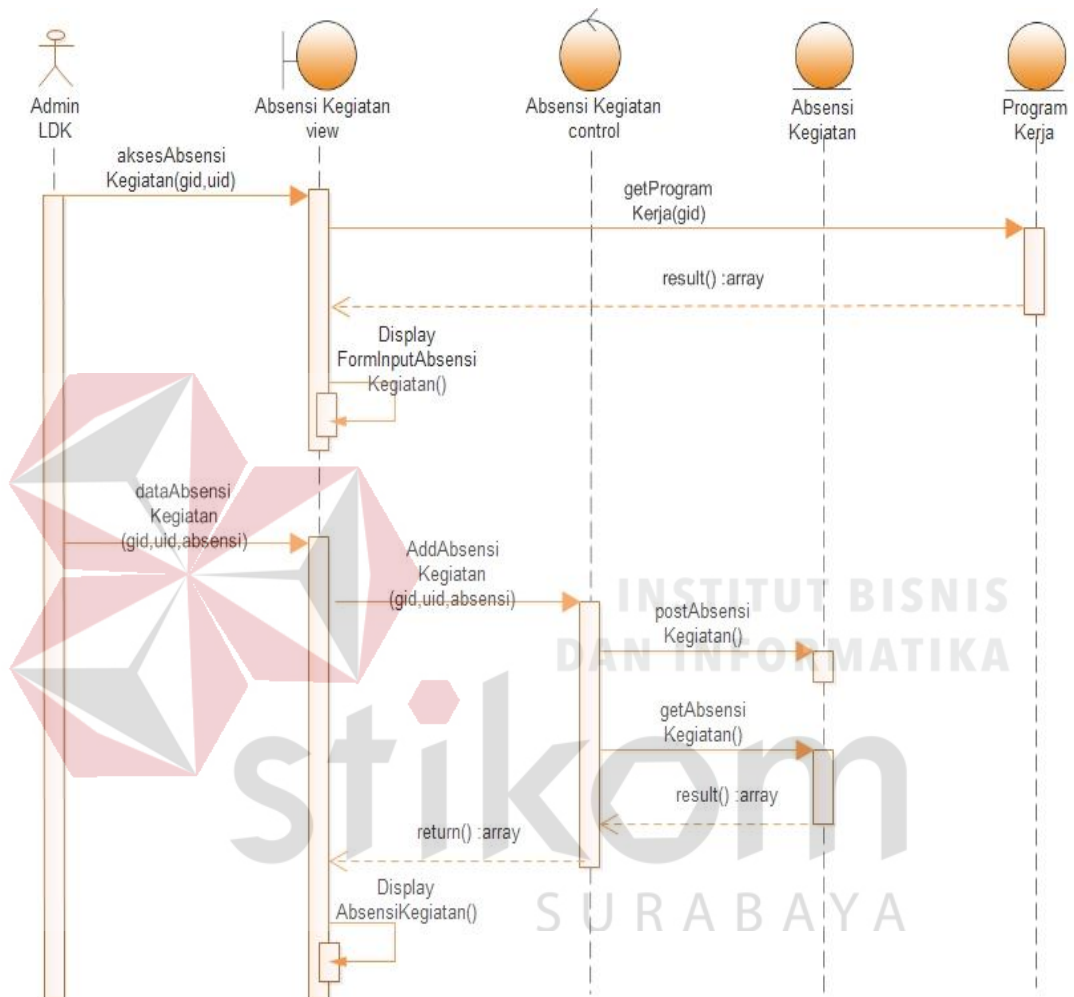 Admin
LDK
Absensi Kegiatan
view
Absensi Kegiatan
control
Absensi
Kegiatan
Program
Kerja
aksesAbsensi
Kegiatan(gid,uid)
getProgram
Kerja(gid)
result() :array
Display
FormInputAbsensi
Kegiatan()
dataAbsensi
Kegiatan
(gid,uid,absensi)
AddAbsensi
Kegiatan
(gid,uid,absensi)
INSTITUT BISNIS
DAN INFORMATIKA
postAbsensi
Kegiatan()
getAbsensi
Kegiatan()
stikom
result() :array
return() :array
Display
AbsensiKegiatan()
SURABAYA